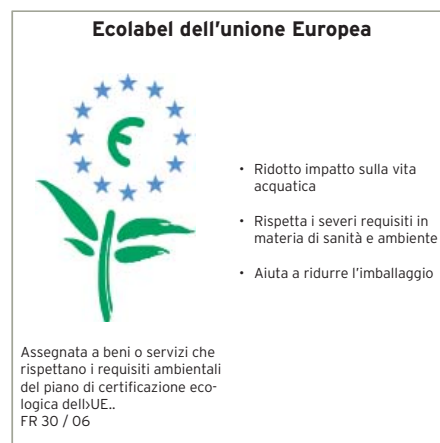 Ecolabel dell'unione Europea
€
• Ridotto impatto sulla vita
acquatica
• Rispetta i severi requisiti in
materia di sanità e ambiente
• Aiuta a ridurre l'imballaggio
Assegnata a beni o servizi che
rispettano i requisiti ambientali
del piano di certificazione eco-
logica dell›UE..
FR 30 / 06